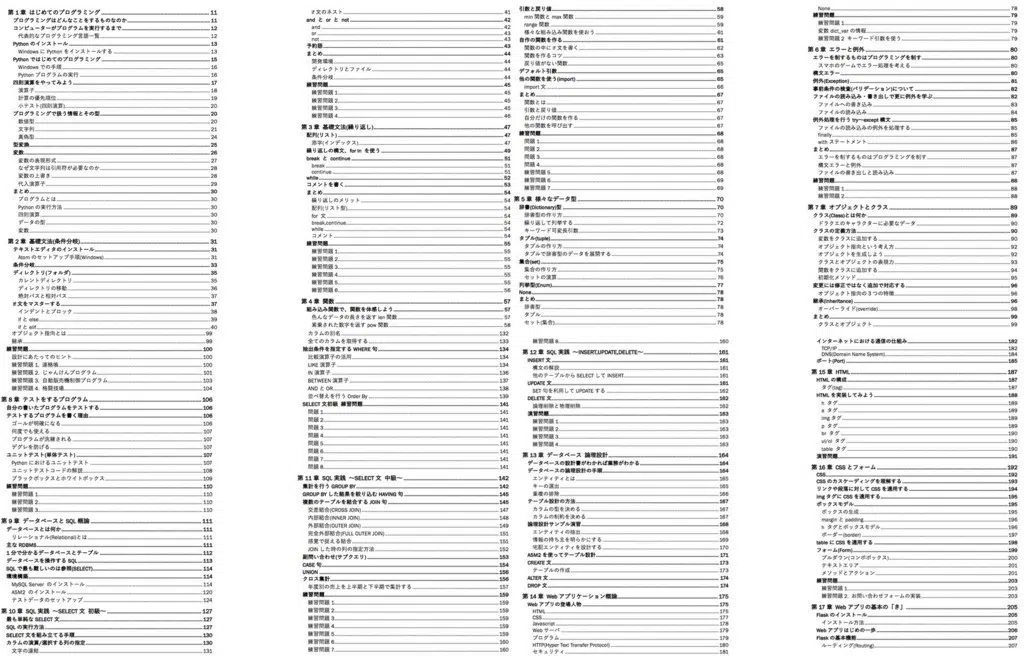 第 1 章 はじめてのプログラミング .... 11
プログラミングはどんなことをするものなのか .... 11
コンピューターがプログラムを実行するまで .... 12
代表的なプログラミング言語一覧 .... 12
Python のインストール .... 13
Windows に Python をインストールする .... 13
Python ではじめてのプログラミング .... 15
Windows での手順 .... 16
Python プログラムの実行 .... 16
四則演算をやってみよう .... 17
演算子 .... 18
計算の優先順位 .... 18
小テスト(四則演算) .... 19
プログラミングで扱う情報とその型 .... 20
数値型 .... 20
文字列 .... 21
真偽型 .... 24
型変換 .... 25
変数 .... 26
変数の表現形式 .... 27
なぜ文字列は引用符が必要なのか .... 28
変数の上書き .... 28
代入演算子 .... 29
まとめ .... 30
プログラムとは .... 30
Python の実行方法 .... 30
四則演算 .... 30
データの型 .... 30
変数 .... 30
第 2 章 基礎文法(条件分岐) .... 31
テキストエディタのインストール .... 31
Atom のセットアップ手順(Windows) .... 31
条件分岐 .... 33
ディレクトリ(フォルダ) .... 35
カレントディレクトリ .... 35
ディレクトリの移動 .... 36
絶対パスと相対パス .... 37
if 文をマスターする .... 37
インデントとブロック .... 38
if と else .... 39
if と elif .... 40
if 文のネスト .... 41
and と or と not .... 42
and .... 42
or .... 43
not .... 43
予約語 .... 43
まとめ .... 44
開発環境 .... 44
ディレクトリとファイル .... 44
条件分岐 .... 44
練習問題 .... 45
練習問題 1 .... 45
練習問題 2 .... 45
練習問題 3 .... 45
練習問題 4 .... 46
第 3 章 基礎文法(繰り返し) .... 47
配列(リスト) .... 47
添字(インデックス) .... 47
繰り返しの構文、for in を使う .... 49
break と continue .... 51
break .... 51
continue .... 51
while .... 52
コメントを書く .... 53
まとめ .... 54
繰り返しのメリット .... 54
配列(リスト型) .... 54
for 文 .... 54
break,continue .... 54
while .... 54
コメント .... 54
練習問題 .... 55
練習問題 1 .... 55
練習問題 2 .... 55
練習問題 3 .... 55
練習問題 4 .... 55
練習問題 5 .... 55
練習問題 6 .... 56
第 4 章 関数 .... 57
組み込み関数で、関数を体感しよう .... 57
色んなデータの長さを返す len 関数 .... 57
累乗された数字を返す pow 関数 .... 58
引数と戻り値 .... 58
min 関数と max 関数 .... 59
range 関数 .... 59
様々な組み込み関数を使おう .... 61
自作の関数を作る .... 61
関数の中に if 文を書く .... 62
関数を作るコツ .... 63
戻り値がない関数 .... 64
デフォルト引数 .... 65
他の関数を使う(import) .... 65
import 文 .... 66
まとめ .... 67
関数とは .... 67
引数と戻り値 .... 67
自分だけの関数を作る .... 67
他の関数を呼び出す .... 67
練習問題 .... 68
問題 1 .... 68
問題 2 .... 68
問題 3 .... 68
問題 4 .... 68
練習問題 5 .... 68
練習問題 6 .... 69
練習問題 7 .... 69
第 5 章 様々なデータ型 .... 70
辞書(Dictionary)型 .... 70
辞書型の作り方 .... 70
繰り返して列挙する .... 72
キーワード可変長引数 .... 73
タプル(tuple) .... 74
タプルの作り方 .... 74
タプルで辞書型のデータを展開する .... 74
集合(set) .... 75
集合の作り方 .... 75
セットの演算 .... 76
列挙型(Enum) .... 77
None .... 78
まとめ .... 78
辞書型 .... 78
タプル .... 78
セット(集合) .... 78
None .... 78
練習問題 .... 79
練習問題 1 .... 79
変数 dict_ver の情報 .... 79
練習問題 2 キーワード引数を使う .... 79
第 6 章 エラーと例外 .... 80
エラーを制するものはプログラミングを制す .... 80
スマホのゲームでエラー処理を考える .... 80
構文エラー .... 80
例外(Exception) .... 81
事前条件の検査(バリデーション)について .... 82
ファイルの読み込み・書き出しで更に例外を学ぶ .... 82
ファイルへの書き込み .... 83
ファイルの読み込み .... 84
例外処理を行う try〜except 構文 .... 85
ファイルの読み込みの例外を処理する .... 85
finally .... 85
with ステートメント .... 86
まとめ .... 87
エラーを制するものはプログラミングを制す .... 87
構文エラーと例外 .... 87
ファイルの書き出しと読み込み .... 87
練習問題 .... 88
練習問題 1 .... 88
練習問題 2 .... 88
第 7 章 オブジェクトとクラス .... 89
クラス(Class)とは何か .... 89
ドラクエのキャラクターに必要なデータ .... 90
クラスの定義方法 .... 90
変数をクラスに追加する .... 90
オブジェクト指向という考え方 .... 92
オブジェクトを生成しよう .... 92
クラスとオブジェクトの表現力 .... 93
関数をクラスに追加する .... 94
初期化メソッド .... 95
変更には修正ではなく追加で対応する .... 96
オブジェクト指向の 3 つの特徴 .... 96
継承(Inheritance) .... 96
オーバーライド(override) .... 98
まとめ .... 99
クラスとオブジェクト .... 99
オブジェクト指向とは .... 99
継承 .... 99
練習問題 .... 100
設計にあたってのヒント .... 100
練習問題 1. 連絡帳 .... 100
練習問題 2. じゃんけんプログラム .... 101
練習問題 3. 自動販売機制御プログラム .... 103
練習問題 4. 格闘技場 .... 104
第 8 章 テストをするプログラム .... 106
自分の書いたプログラムをテストする .... 106
テストするプログラムを書く理由 .... 106
ゴールが明確になる .... 106
何度でも使える .... 107
プログラムが洗練される .... 107
デグレを防げる .... 107
ユニットテスト(単体テスト) .... 107
Python におけるユニットテスト .... 107
ユニットテストコードの解説 .... 108
ブラックボックスとホワイトボックス .... 109
練習問題 .... 110
練習問題 1 .... 110
練習問題 2 .... 110
練習問題 3 .... 110
第 9 章 データベースと SQL 概論 .... 111
データベースとは何か .... 111
リレーショナル(Relational)とは .... 111
主な RDBMS .... 111
1 分で分かるデータベースとテーブル .... 112
データベースを操作する SQL .... 113
SQL で最も難しいのは参照(SELECT) .... 114
環境構築 .... 114
MySQL Server のインストール .... 114
ASM2 のインストール .... 120
テストデータのセットアップ .... 124
第 10 章 SQL 実践 〜SELECT 文 初級〜 .... 127
最も単純な SELECT 文 .... 127
SQL の実行方法 .... 127
SELECT 文を組み立てる手順 .... 130
カラムの演算/選択する列の指定 .... 130
文字の連結 .... 131
カラムの別名 .... 132
全てのカラムを取得する .... 133
抽出条件を指定する WHERE 句 .... 134
比較演算子の活用 .... 134
LIKE 演算子 .... 135
IN 演算子 .... 136
BETWEEN 演算子 .... 137
AND と OR .... 138
並べ替えを行う Order By .... 139
SELECT 文初級 練習問題 .... 141
問題 1 .... 141
問題 2 .... 141
問題 3 .... 141
問題 4 .... 141
問題 5 .... 141
問題 6 .... 141
問題 7 .... 141
問題 8 .... 141
第 11 章 SQL 実践 〜SELECT 文 中級〜 .... 142
集計を行う GROUP BY .... 142
GROUP BY した結果を絞り込む HAVING 句 .... 145
複数のテーブルを結合する JOIN 句 .... 145
交差結合(CROSS JOIN) .... 147
内部結合(INNER JOIN) .... 148
外部結合(OUTER JOIN) .... 149
完全外部結合(FULL OUTER JOIN) .... 151
感覚で捉える結合 .... 151
JOIN した時の列の指定方法 .... 152
副問い合わせ(サブクエリ) .... 153
CASE 句 .... 154
UNION .... 156
クロス集計 .... 156
年度別の売上を上半期と下半期で集計する .... 157
練習問題 .... 159
練習問題 1 .... 159
練習問題 2 .... 159
練習問題 3 .... 159
練習問題 4 .... 159
練習問題 5 .... 159
練習問題 6 .... 160
練習問題 7 .... 160
練習問題 8 .... 160
第 12 章 SQL 実践 〜INSERT,UPDATE,DELETE〜 .... 161
INSERT 文 .... 161
構文の解説 .... 161
他のテーブルから SELECT して INSERT .... 161
UPDATE 文 .... 162
SET 句を利用して UPDATE する .... 162
DELETE 文 .... 162
論理削除と物理削除 .... 162
演習問題 .... 163
練習問題 1 .... 163
練習問題 2 .... 163
練習問題 3 .... 163
練習問題 4 .... 163
第 13 章 データベース 論理設計 .... 164
データベースの設計書がわかれば業務がわかる .... 164
データベースの論理設計の手順 .... 164
エンティティとは .... 165
キーの選出 .... 165
重複の排除 .... 166
テーブル設計の方法 .... 166
カラムの型を決める .... 167
カラムの制約を決める .... 167
論理設計サンプル演習 .... 168
エンティティの抽出 .... 168
情報の持ち主を明らかにする .... 169
宅配エンティティを設計する .... 170
ASM2 を使ってテーブル設計 .... 171
CREATE 文 .... 173
テーブルの作成 .... 173
ALTER 文 .... 174
DROP 文 .... 174
第 14 章 Web アプリケーション概論 .... 175
Web アプリの登場人物 .... 175
HTML .... 175
CSS .... 177
Javascript .... 178
Web サーバ .... 179
プログラム .... 179
HTTP(Hyper Text Transfer Protocol) .... 180
セキュリティ .... 181
インターネットにおける通信の仕組み .... 182
TCP/IP .... 182
DNS(Domain Name System) .... 184
ポート(Port) .... 185
第 15 章 HTML .... 187
HTML の構成 .... 187
タグ(tag) .... 187
HTML を実装してみよう .... 188
h タグ .... 189
a タグ .... 189
img タグ .... 189
p タグ .... 189
br タグ .... 190
ul/ol タグ .... 190
table タグ .... 190
演習問題 .... 191
第 16 章 CSS とフォーム .... 192
CSS .... 192
CSS のカスケーディングを理解する .... 193
リンクや段落に対して CSS を適用する .... 194
img タグに CSS を適用する .... 195
ボックスモデル .... 195
ボックスの生成 .... 195
margin と padding .... 196
h タグとボックスモデル .... 196
ボーダー(border) .... 197
table に CSS を適用する .... 198
フォーム(Form) .... 199
プルダウン(コンボボックス) .... 200
テキストエリア .... 201
メソッドとアクション .... 201
練習問題 .... 203
練習問題 1 .... 203
練習問題 2. お問い合わせフォームの実装 .... 203
第 17 章 Web アプリの基本の「き」 .... 205
Flask のインストール .... 205
インストール方法 .... 205
Web アプリはじめの一歩 .... 206
Flask の基本機能 .... 207
ルーティング(Routing) .... 207